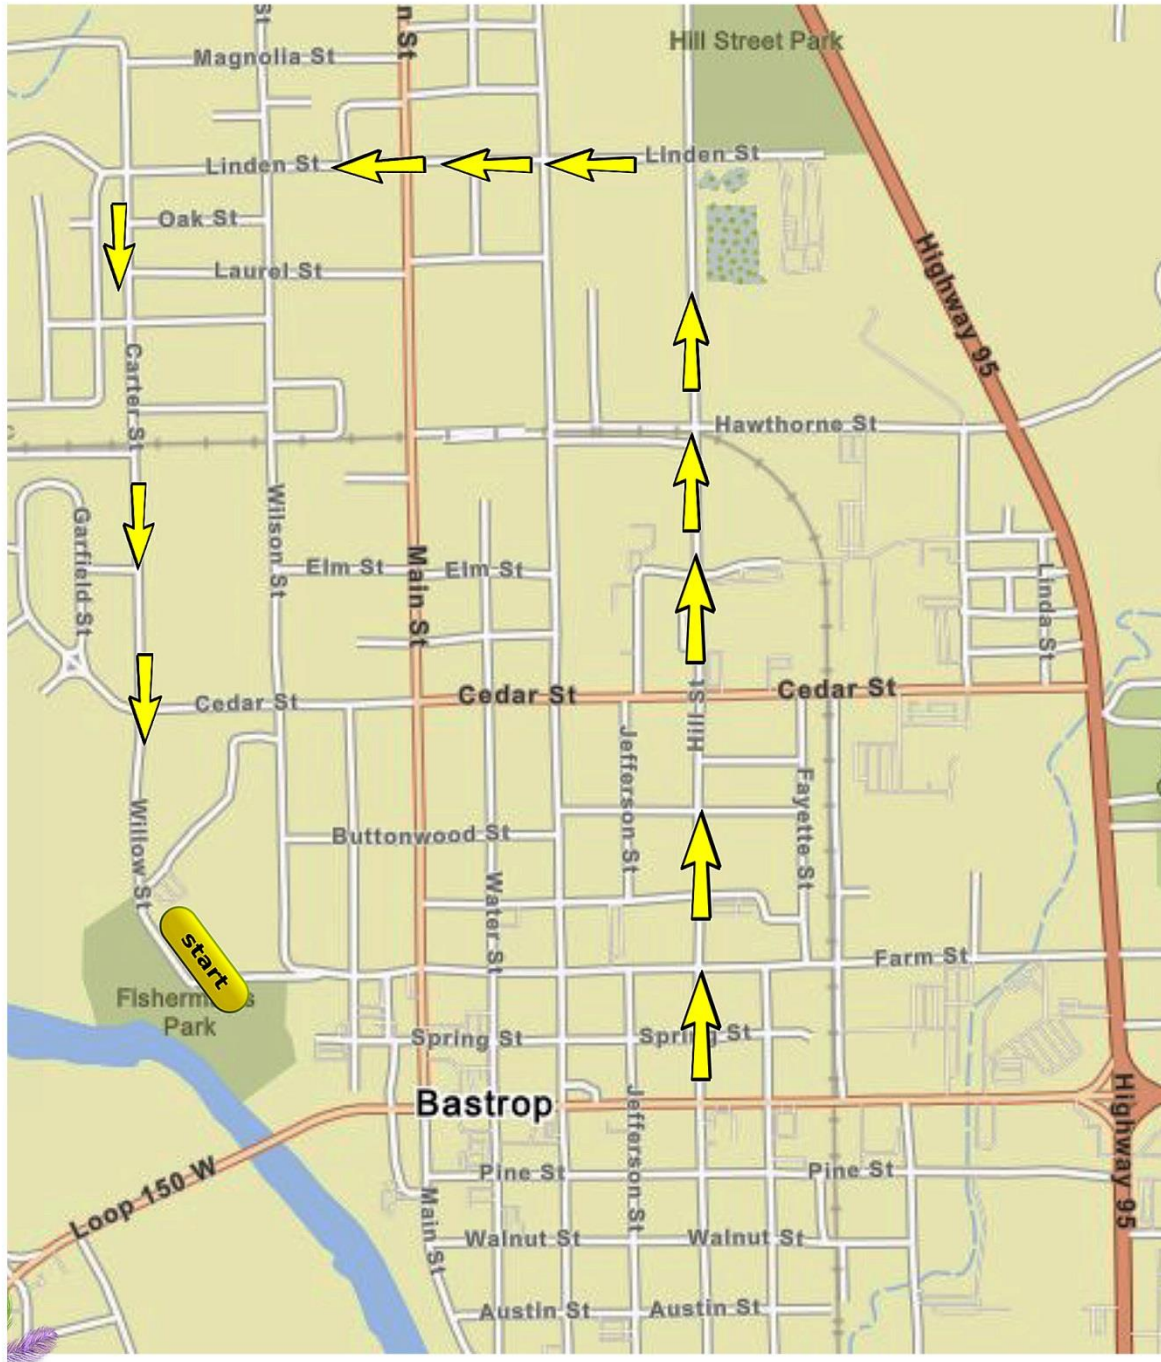 St
n St
Hill Street Park
Magnolia St
Linden St
Linden St
Oak St
Laurel St
Highway 95
Carter St
Hawthorne St
Garfield St
Wilson St
Main St
Elm St
Elm St
Linda St
Cedar St
Cedar St
Cedar St
Hill St
Jefferson St
Fayette St
Willow St
Buttonwood St
Water St
start
Farm St
Park
Spring St
Spring St
Bastrop
Jefferson St
Highway 95
Loop 150 W
Pine St
Pine St
Main St
Walnut St
Walnut St
Austin St
Austin St